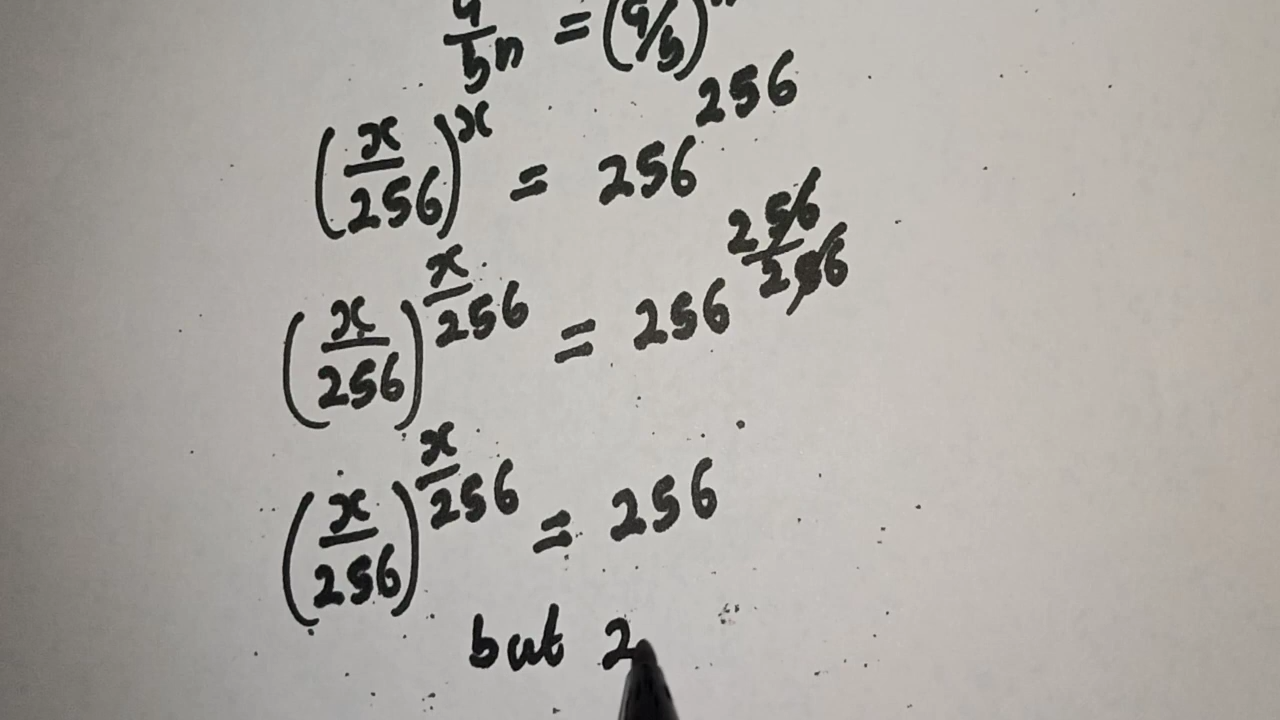 a/b^n = (a/b)^n
(x/256)^x = 256^256
(x/256)^(x/256) = 256^(256/256)
(x/256)^(x/256) = 256
but 2